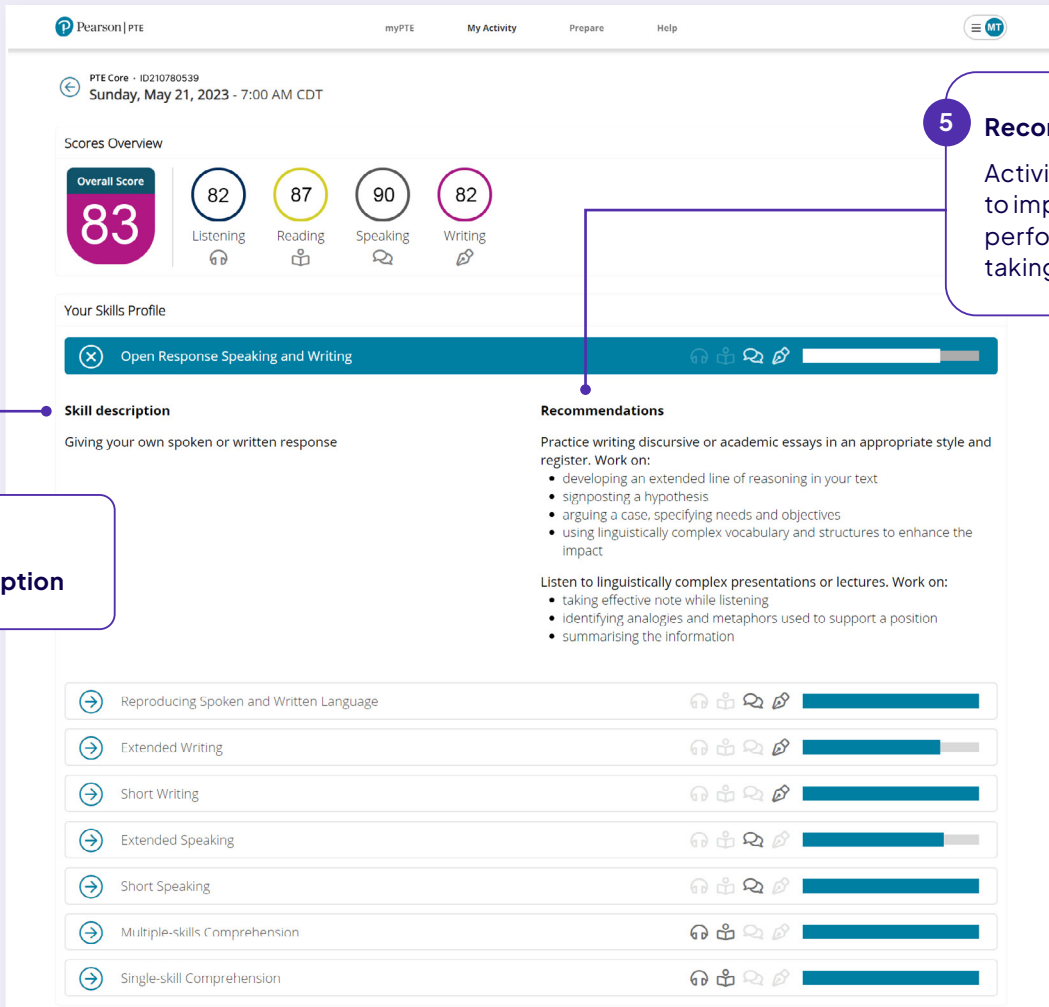 Pearson | PTE
myPTE
My Activity
Prepare
Help
MT
PTE Core · ID210780539
Sunday, May 21, 2023 - 7:00 AM CDT
Scores Overview
Overall Score
83
82
Listening
87
Reading
90
Speaking
82
Writing
5
Your Skills Profile
Open Response Speaking and Writing
Skill description
Giving your own spoken or written response
Recommendations
Practice writing discursive or academic essays in an appropriate style and
register. Work on:
• developing an extended line of reasoning in your text
• signposting a hypothesis
• arguing a case, specifying needs and objectives
• using linguistically complex vocabulary and structures to enhance the
impact
Listen to linguistically complex presentations or lectures. Work on:
• taking effective note while listening
• identifying analogies and metaphors used to support a position
• summarising the information
Reproducing Spoken and Written Language
Extended Writing
Short Writing
Extended Speaking
Short Speaking
Multiple-skills Comprehension
Single-skill Comprehension
to
taking